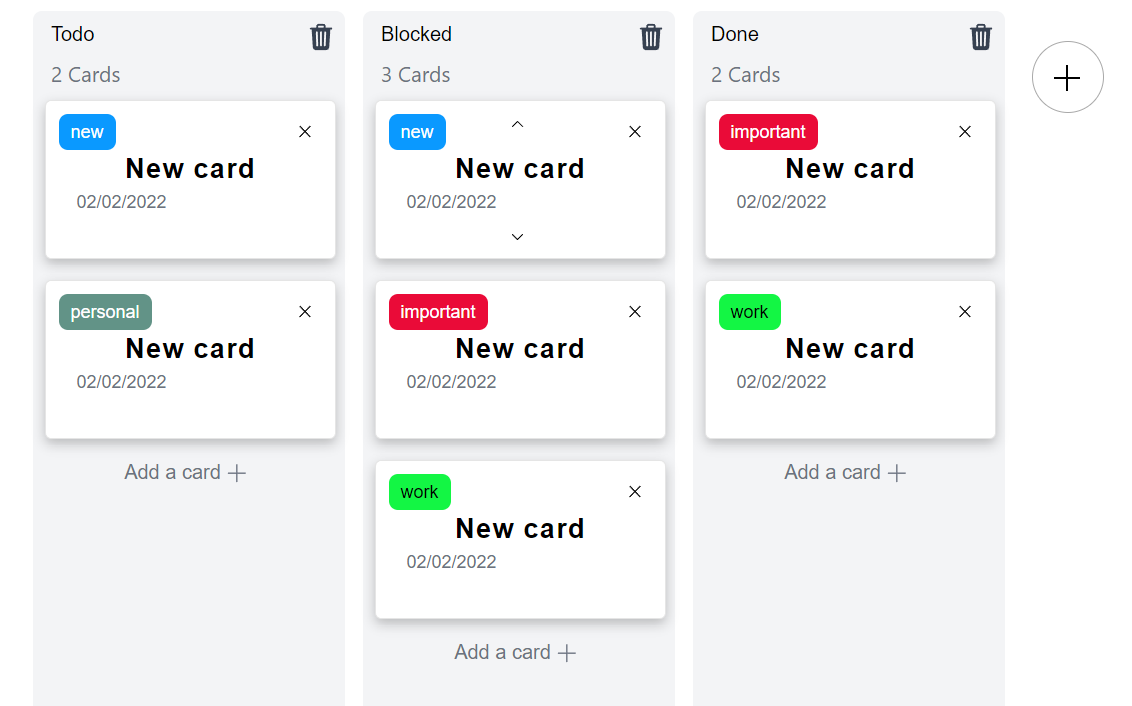 Todo
2 Cards
new
New card
02/02/2022
personal
New card
02/02/2022
Add a card
Blocked
3 Cards
new
New card
02/02/2022
important
New card
02/02/2022
work
New card
02/02/2022
Add a card
Done
2 Cards
important
New card
02/02/2022
work
New card
02/02/2022
Add a card